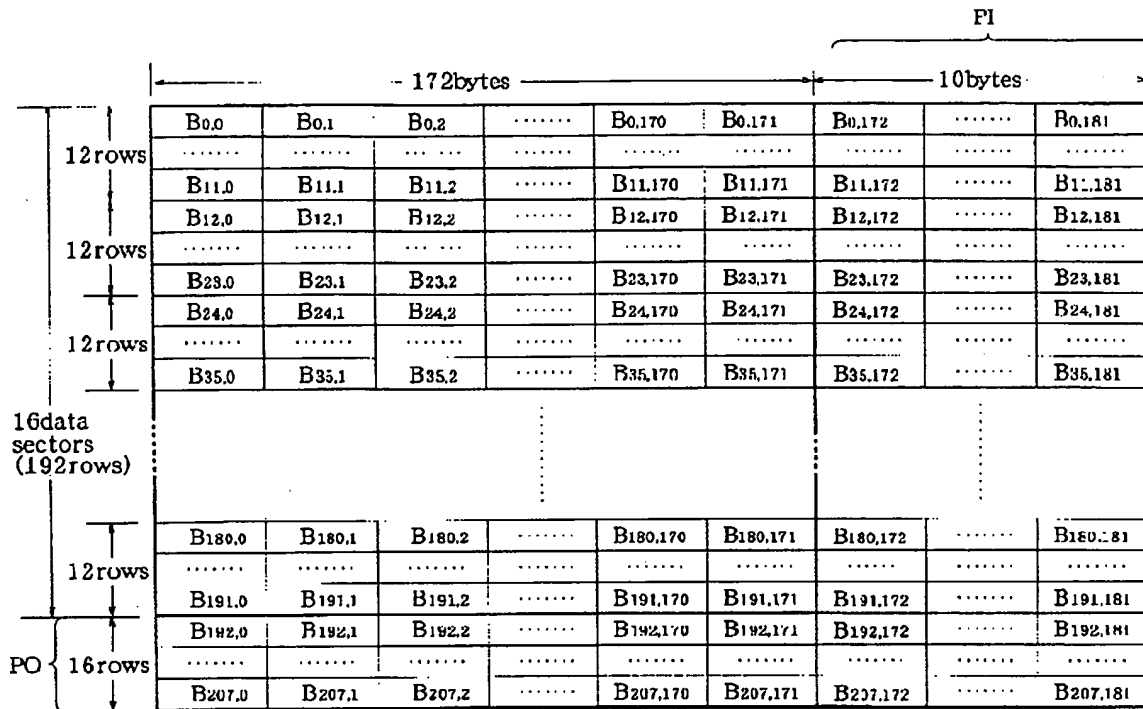 PI
172bytes 10bytes
B0,0 B0,1 B0,2 ······· B0,170 B0,171 B0,172 ······· B0,181
12rows ······· ······· ··· ··· ······· ······· ······· ······· ·······
B11,0 B11,1 B11,2 ······· B11,170 B11,171 B11,172 ······· B11,181
B12,0 B12,1 B12,2 ······· B12,170 B12,171 B12,172 ······· B12,181
12rows ······· ······· ··· ··· ······· ······· ······· ······· ·······
B23,0 B23,1 B23,2 ······· B23,170 B23,171 B23,172 ······· B23,181
B24,0 B24,1 B24,2 ······· B24,170 B24,171 B24,172 ······· B24,181
12rows ······· ······· ······· ······· ······· ······· ······· ·······
B35,0 B35,1 B35,2 ······· B35,170 B35,171 B35,172 ······· B35,181
16data
sectors
(192rows)
B180,0 B180,1 B180,2 ······· B180,170 B180,171 B180,172 ······· B180,181
12rows ······· ······· ······· ······· ······· ······· ······· ·······
B191,0 B191,1 B191,2 ······· B191,170 B191,171 B191,172 ······· B191,181
B192,0 B192,1 B192,2 ······· B192,170 B192,171 B192,172 ······· B192,181
PO 16rows ······· ······· ······· ······· ······· ······· ······· ·······
B207,0 B207,1 B207,2 ······· B207,170 B207,171 B207,172 ······· B207,181